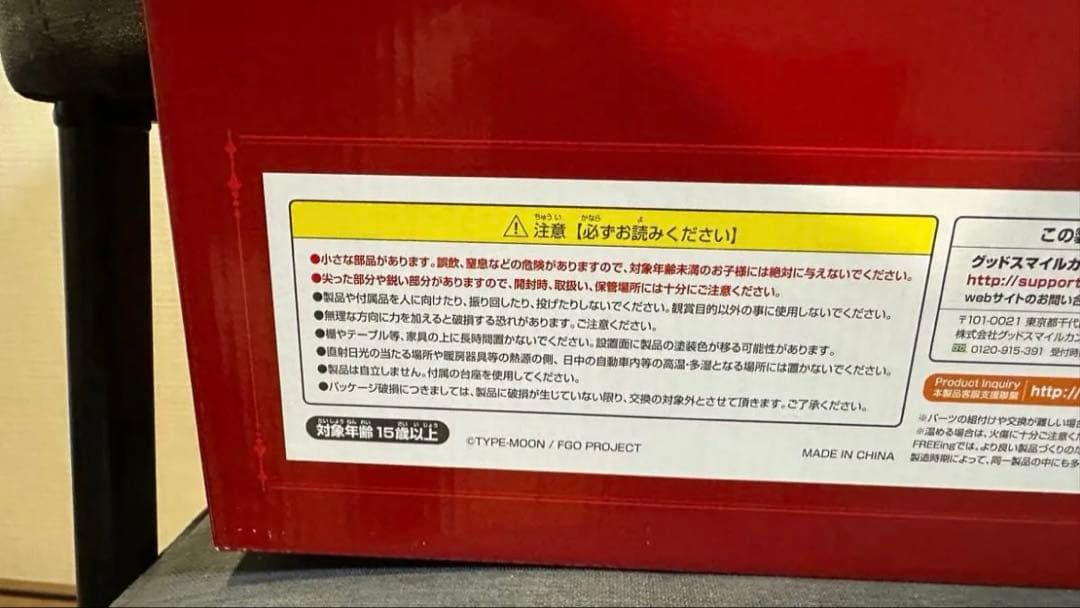 ⚠ 注意【必ずお読みください】
●小さな部品があります。誤飲、窒息などの危険がありますので、対象年齢未満のお子様には絶対に与えないでください。
●尖った部分や鋭い部分がありますので、開封時、取扱い、保管場所には十分にご注意ください。
●製品や付属品を人に向けたり、振り回したり、投げたりしないでください。観賞目的以外の事に使用しないでください。
●無理な方向に力を加えると破損する恐れがあります。ご注意ください。
●棚やテーブル等、家具の上に長時間置かないでください。設置面に製品の塗装色が移る可能性があります。
●直射日光の当たる場所や暖房器具等の熱源の側、日中の自動車内等の高温・多湿となる場所には置かないでください。
●製品は自立しません。付属の台座を使用してください。
●パッケージ破損につきましては、製品に破損が生じていない限り、交換の対象外とさせて頂きます。ご了承ください。
対象年齢 15歳以上
©TYPE-MOON / FGO PROJECT
MADE IN CHINA
この
グッドスマイルカ
http://support
webサイトのお問い合
〒101-0021 東京都千代
株式会社グッドスマイルカン
0120-915-391 受付時
Product Inquiry
本製品客服支援聯繫
http://
※パーツの組付けや交換が難しい場
※温める場合は、火傷に十分ご注意く
FREEingでは、より良い製品づくりのた
製造時期によって、同一製品の中にも多